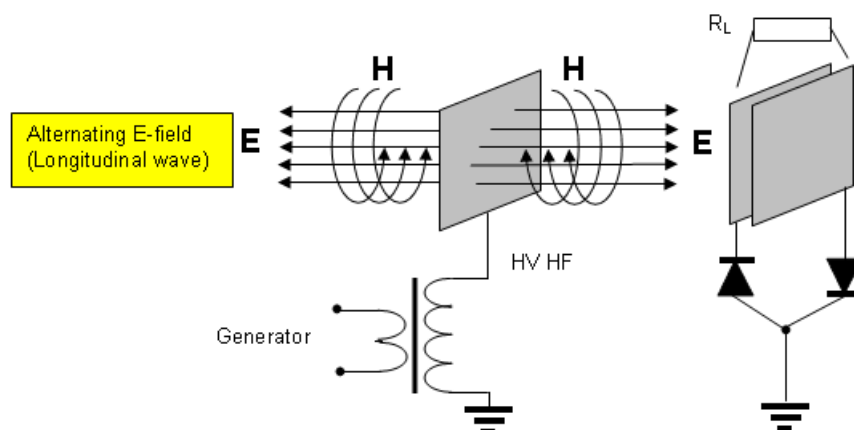 R_L
H
H
Alternating E-field
(Longitudinal wave)
E
E
HV HF
Generator